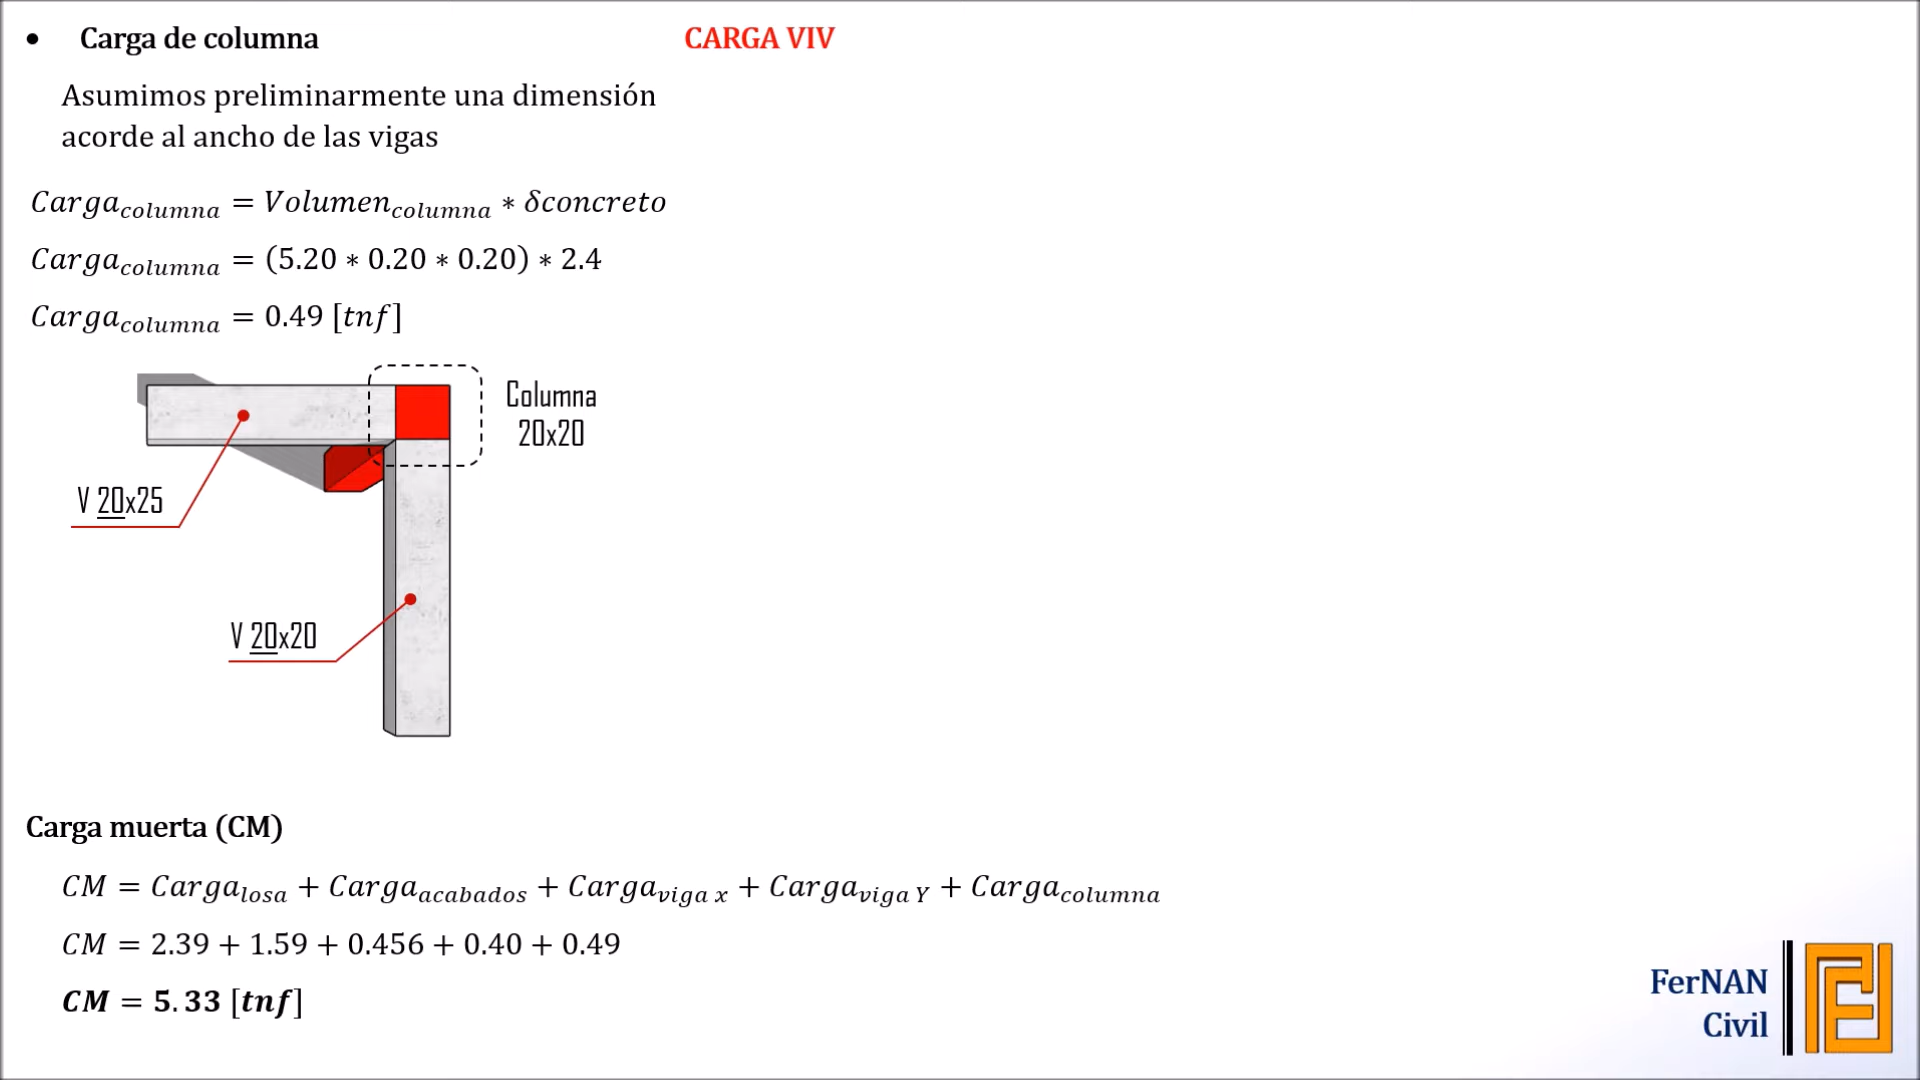 • Carga de columna
Asumimos preliminarmente una dimensión
acorde al ancho de las vigas
Carga_columna = Volumen_columna * δconcreto
Carga_columna = (5.20 * 0.20 * 0.20) * 2.4
Carga_columna = 0.49 [tnf]
Columna
20x20
V 20x25
V 20x20
Carga muerta (CM)
CM = Carga_losa + Carga_acabados + Carga_viga x + Carga_viga Y + Carga_columna
CM = 2.39 + 1.59 + 0.456 + 0.40 + 0.49
CM = 5.33 [tnf]
CARGA VIV
FerNAN
Civil